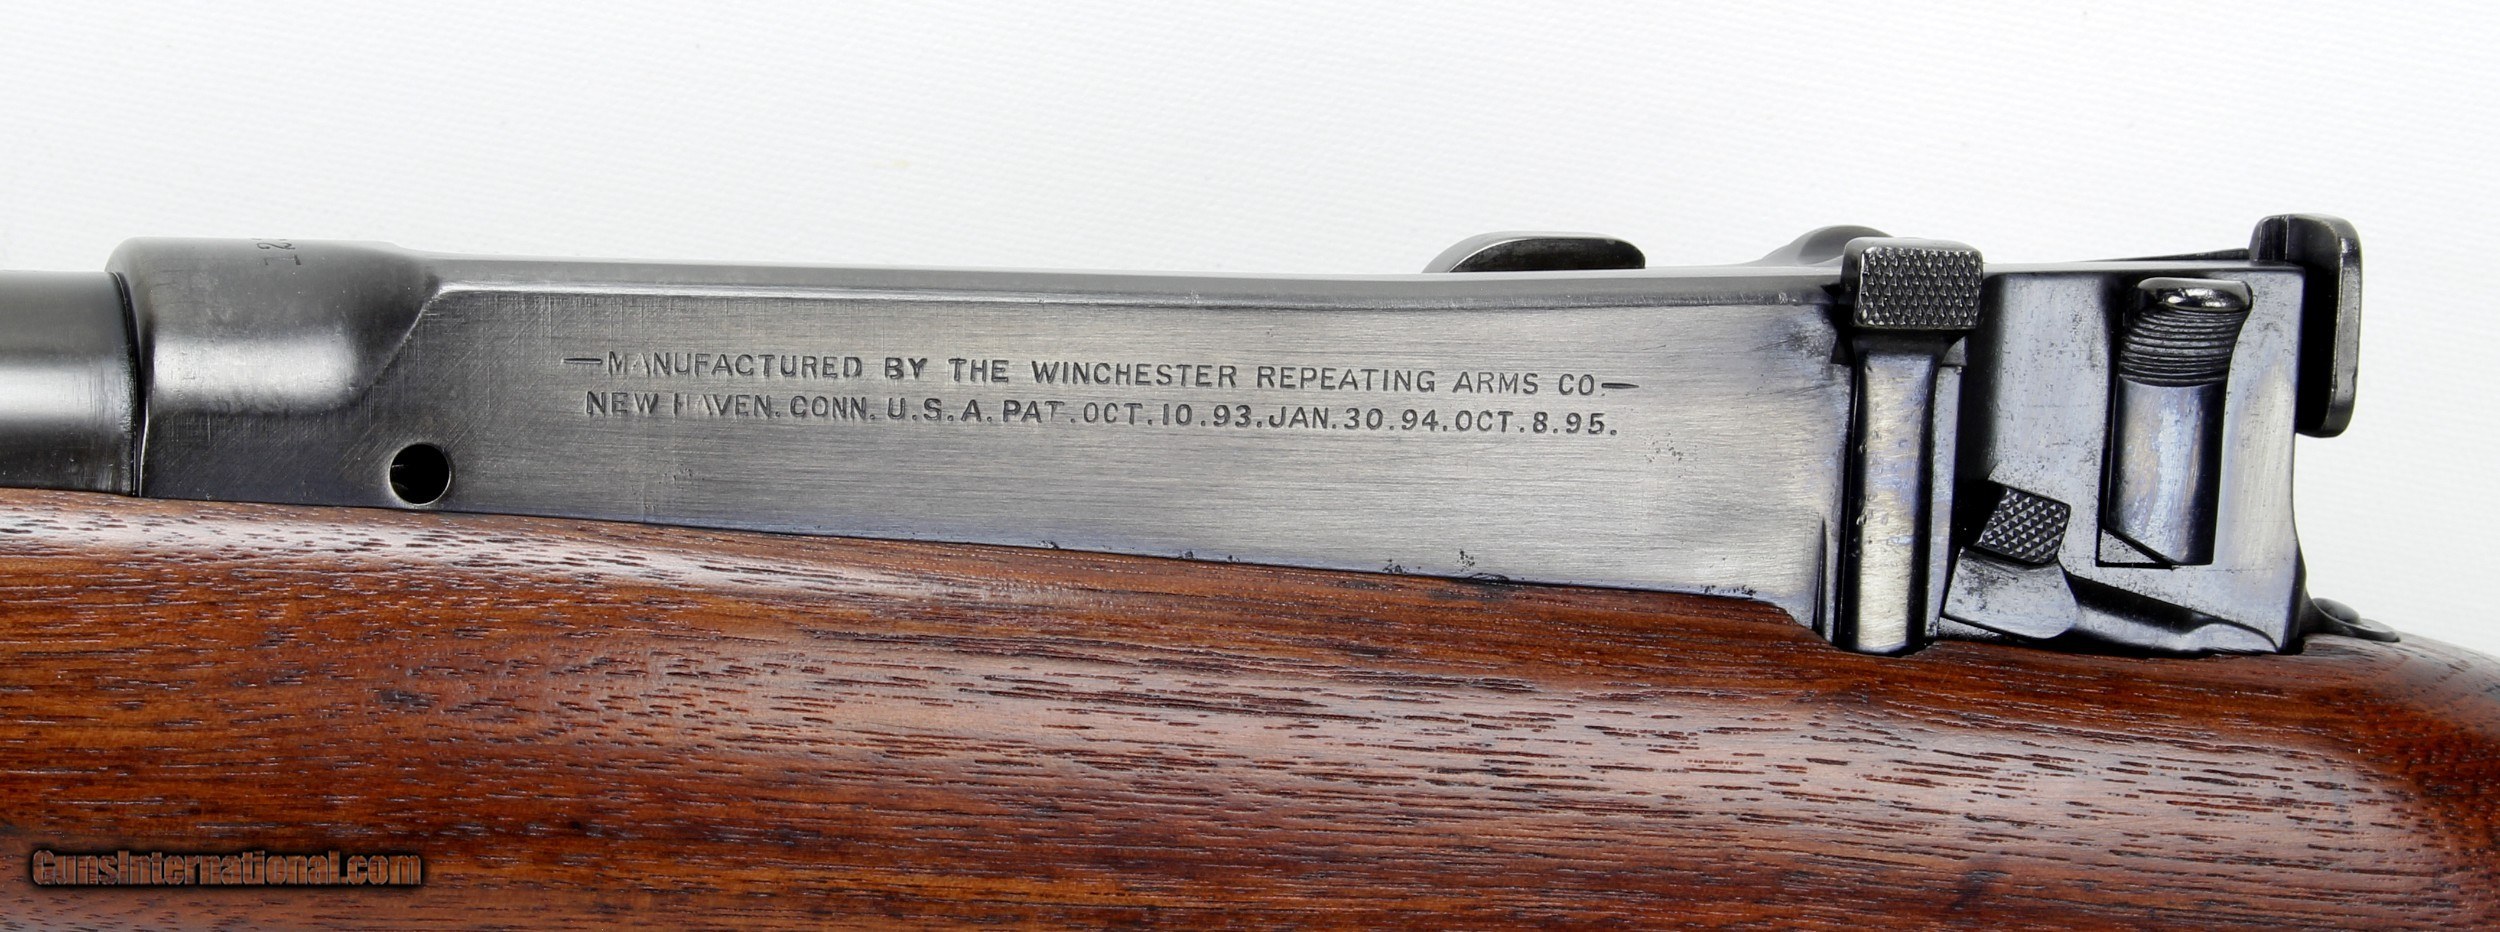 —MANUFACTURED BY THE WINCHESTER REPEATING ARMS CO.—
NEW HAVEN. CONN. U.S.A. PAT. OCT. 10. 93. JAN. 30. 94. OCT. 8. 95.
GunsInternational.com